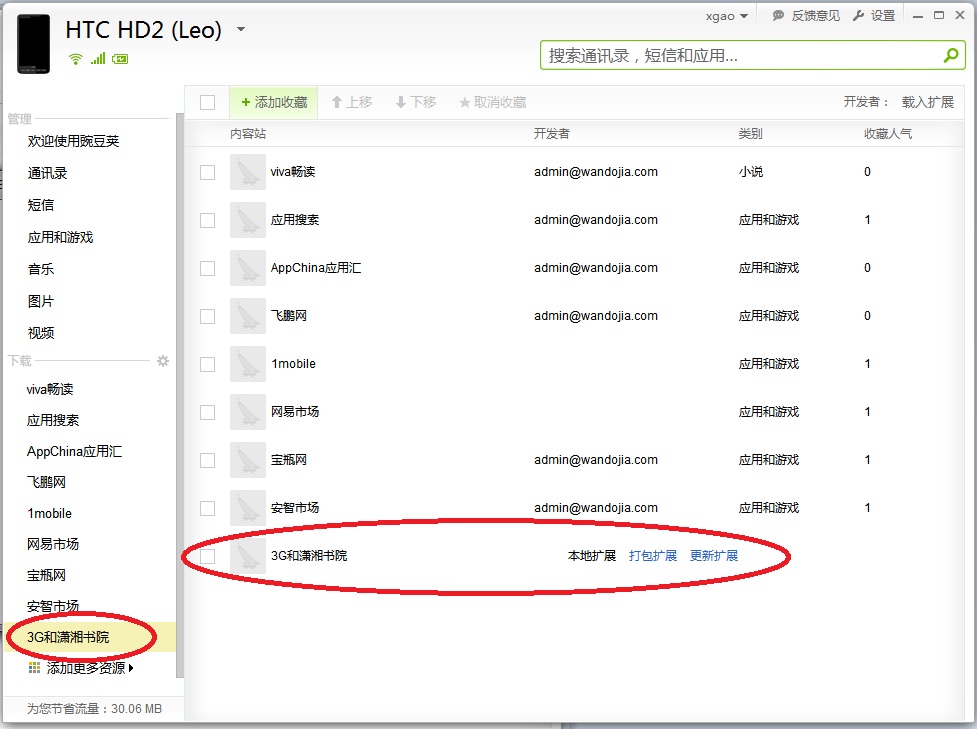 HTC HD2 (Leo)
xgao 反馈意见 设置
搜索通讯录，短信和应用...
添加收藏 上移 下移 取消收藏 开发者： 载入扩展
管理
欢迎使用豌豆荚
通讯录
短信
应用和游戏
音乐
图片
视频
下载
viva畅读
应用搜索
AppChina应用汇
飞鹏网
1mobile
网易市场
宝瓶网
安智市场
3G和潇湘书院
添加更多资源
为您节省流量：30.06 MB
内容站 开发者 类别 收藏人气
viva畅读 admin@wandojia.com 小说 0
应用搜索 admin@wandojia.com 应用和游戏 1
AppChina应用汇 admin@wandojia.com 应用和游戏 0
飞鹏网 admin@wandojia.com 应用和游戏 0
1mobile 应用和游戏 1
网易市场 应用和游戏 1
宝瓶网 admin@wandojia.com 应用和游戏 1
安智市场 admin@wandojia.com 应用和游戏 1
3G和潇湘书院 本地扩展 打包扩展 更新扩展